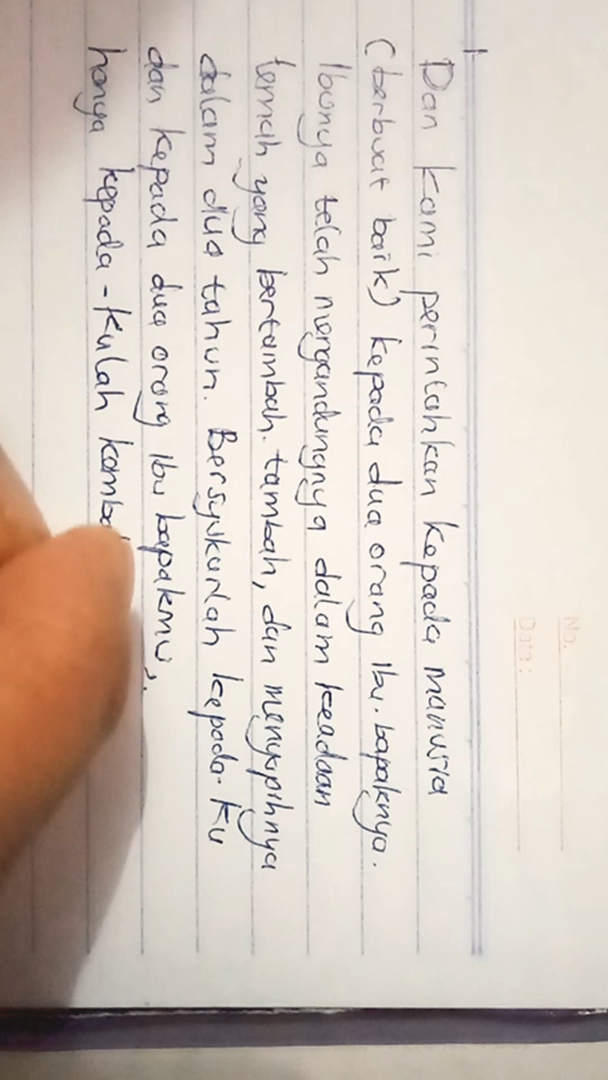 No.
Date:
Dan Kami perintahkan kepada manusia
(berbuat baik) kepada dua orang ibu-bapaknya.
Ibunya telah mengandungnya dalam keadaan
lemah yang bertambah-tambah, dan menyapihnya
dalam dua tahun. Bersyukurlah kepada-Ku
dan kepada dua orang ibu bapakmu,
hanya kepada-Kulah